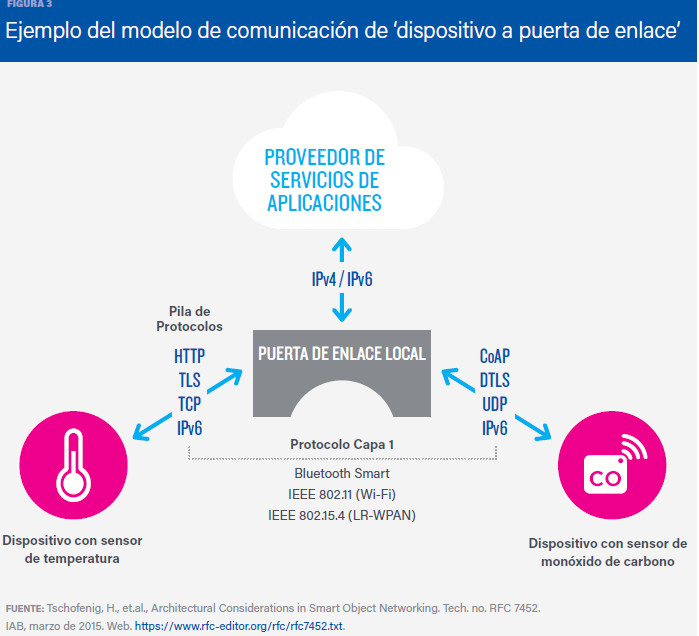 FIGURA 3
Ejemplo del modelo de comunicación de ‘dispositivo a puerta de enlace’
PROVEEDOR DE
SERVICIOS DE
APLICACIONES
IPv4 / IPv6
Pila de
Protocolos
HTTP
TLS
TCP
IPv6
PUERTA DE ENLACE LOCAL
CoAP
DTLS
UDP
IPv6
Protocolo Capa 1
Bluetooth Smart
IEEE 802.11 (Wi-Fi)
IEEE 802.15.4 (LR-WPAN)
CO
Dispositivo con sensor
de temperatura
Dispositivo con sensor de
monóxido de carbono
FUENTE: Tschofenig, H., et.al., Architectural Considerations in Smart Object Networking. Tech. no. RFC 7452.
IAB, marzo de 2015. Web. https://www.rfc-editor.org/rfc/rfc7452.txt.